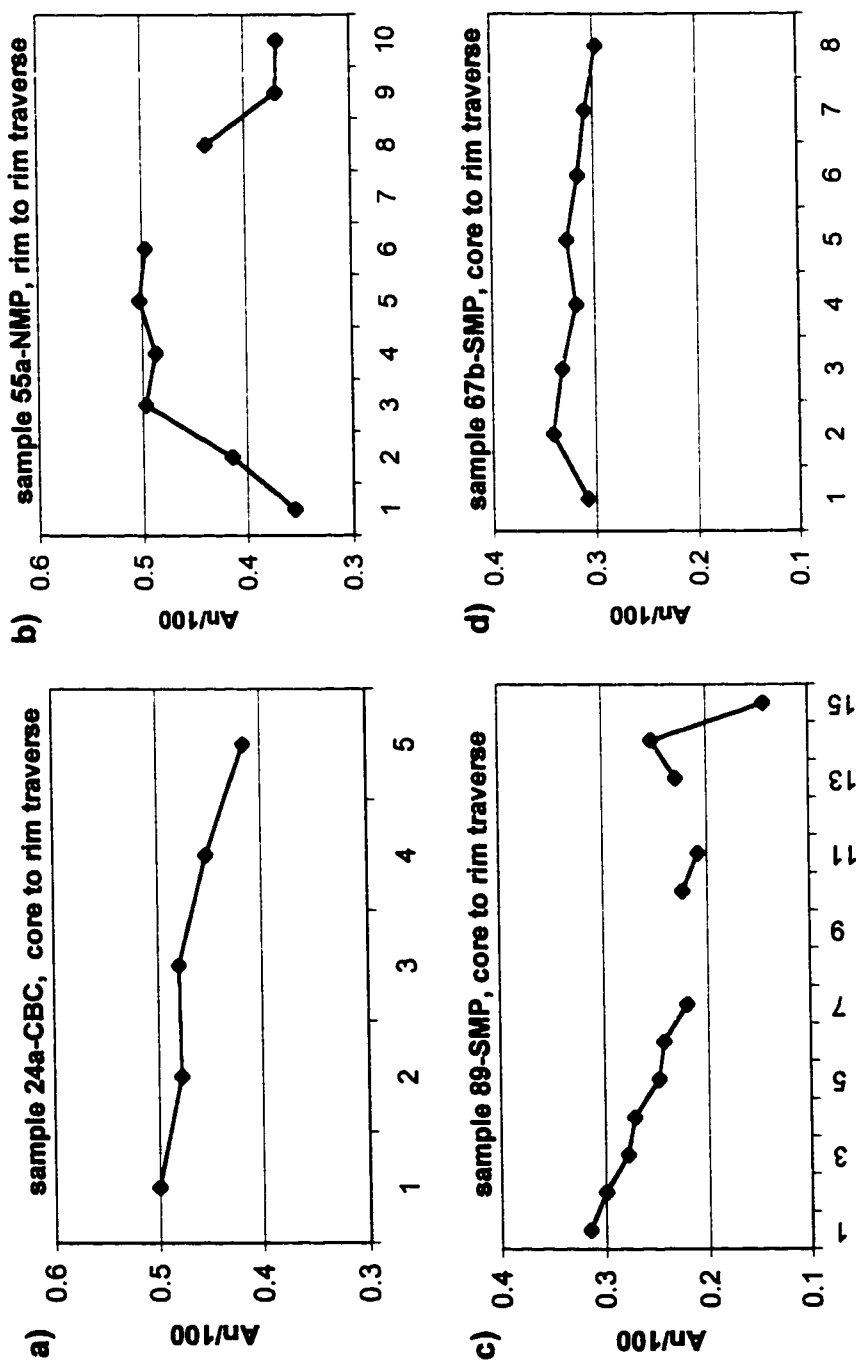 a)
sample 24a-CBC, core to rim traverse
0.6
0.5
0.4
0.3
An/100
1 2 3 4 5
b)
sample 55a-NMP, rim to rim traverse
0.6
0.5
0.4
0.3
An/100
1 2 3 4 5 6 7 8 9 10
c)
sample 89-SMP, core to rim traverse
0.4
0.3
0.2
0.1
An/100
1 3 5 7 9 11 13 15
d)
sample 67b-SMP, core to rim traverse
0.4
0.3
0.2
0.1
An/100
1 2 3 4 5 6 7 8